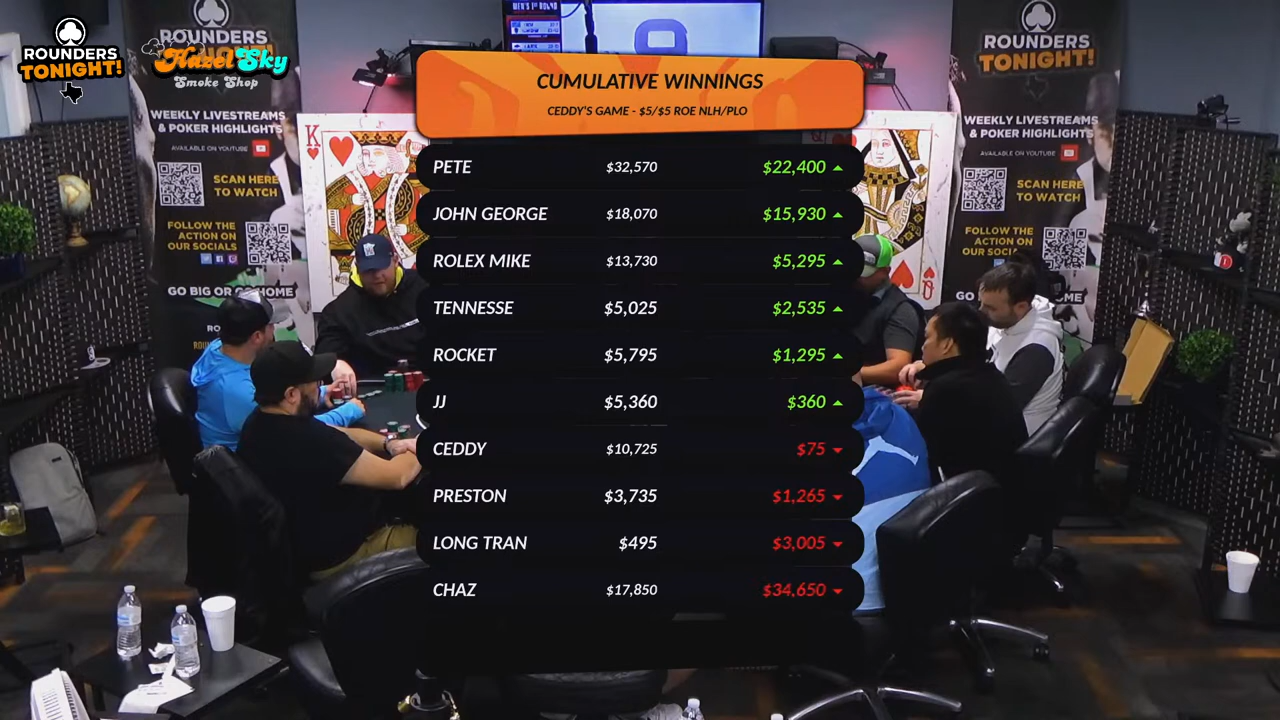 ROUNDERS
TONIGHT!
Hazel Sky
Smoke Shop
ROUNDERS
TONIGHT!
WEEKLY LIVESTREAMS
& POKER HIGHLIGHTS
AVAILABLE ON YOUTUBE
SCAN HERE
TO WATCH
FOLLOW THE
ACTION ON
OUR SOCIALS
GO BIG OR GO HOME
K
CUMULATIVE WINNINGS
CEDDY'S GAME - $5/$5 ROE NLH/PLO
PETE $32,570 $22,400
JOHN GEORGE $18,070 $15,930
ROLEX MIKE $13,730 $5,295
TENNESSE $5,025 $2,535
ROCKET $5,795 $1,295
JJ $5,360 $360
CEDDY $10,725 $75
PRESTON $3,735 $1,265
LONG TRAN $495 $3,005
CHAZ $17,850 $34,650
ROUNDERS
TONIGHT!
WEEKLY LIVESTREAMS
& POKER HIGHLIGHTS
AVAILABLE ON YOUTUBE
SCAN HERE
TO WATCH
FOLLOW THE
ACTION ON
OUR
Q